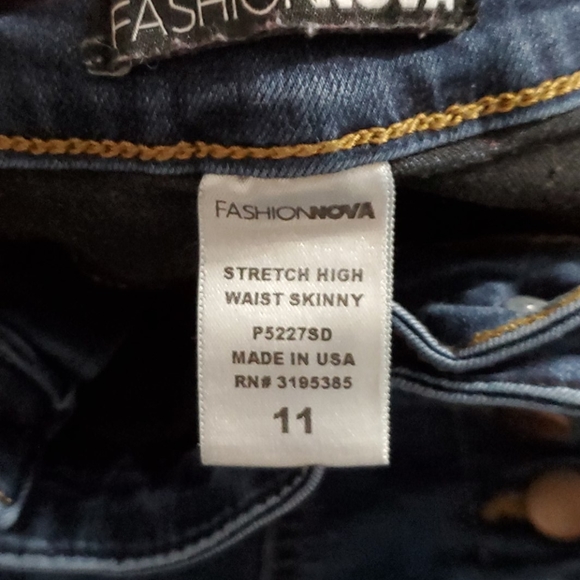 FASHIONNOVA
FASHIONNOVA
STRETCH HIGH
WAIST SKINNY
P5227SD
MADE IN USA
RN# 3195385
11